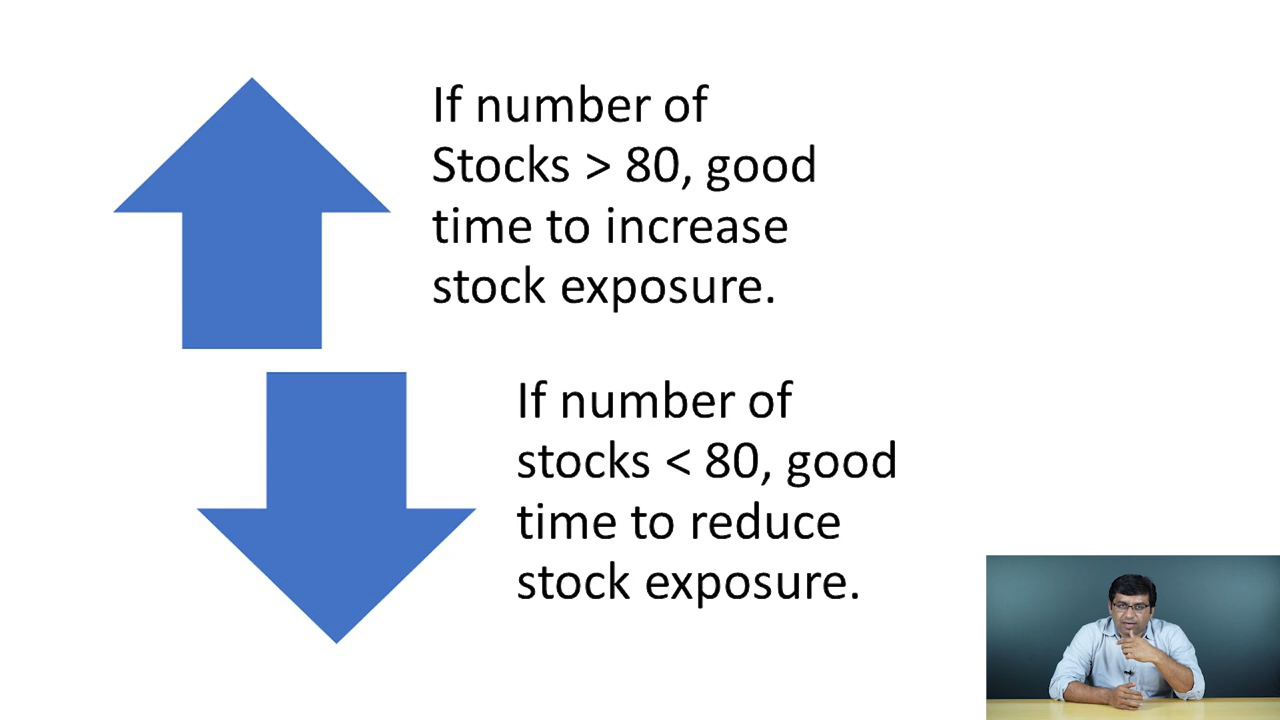 If number of
Stocks > 80, good
time to increase
stock exposure.
If number of
stocks < 80, good
time to reduce
stock exposure.